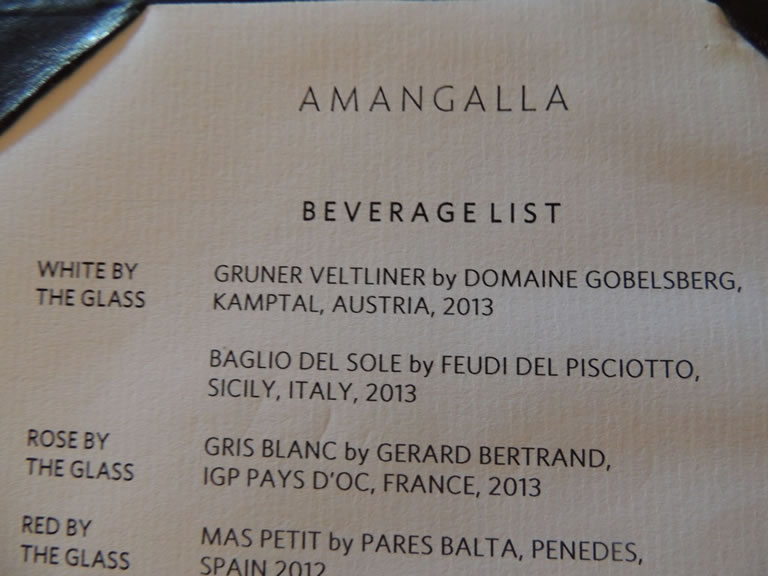 AMANGALLA
BEVERAGE LIST
WHITE BY
THE GLASS
GRUNER VELTLINER by DOMAINE GOBELSBERG,
KAMPTAL, AUSTRIA, 2013
BAGLIO DEL SOLE by FEUDI DEL PISCIOTTO,
SICILY, ITALY, 2013
ROSE BY
THE GLASS
GRIS BLANC by GERARD BERTRAND,
IGP PAYS D'OC, FRANCE, 2013
RED BY
THE GLASS
MAS PETIT by PARES BALTA, PENEDES,
SPAIN 2012